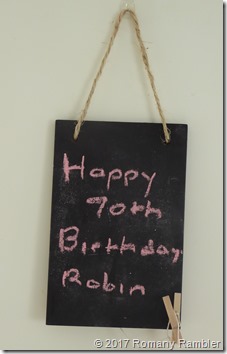 Happy
70th
Birthday
Robin
© 2017 Romany Rambler